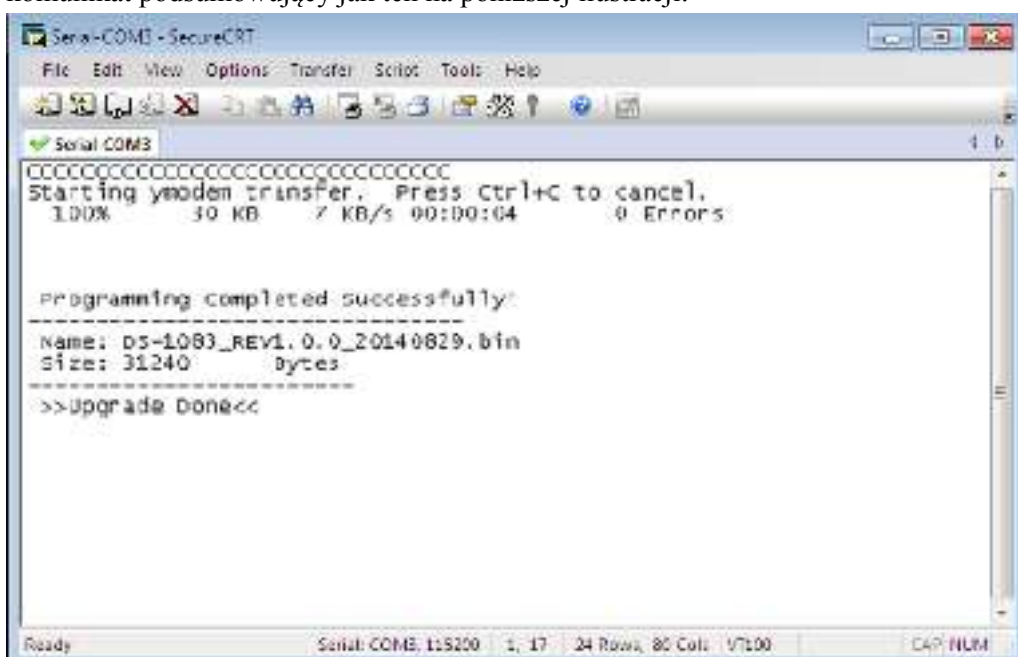 komunikat podsumowujący jak ten na poniższej ilustracji.
Serial-COM3 - SecureCRT
File Edit View Options Transfer Script Tools Help
Serial COM3
CCCCCCCCCCCCCCCCCCCCCCCCCCCCCCCC
Starting ymodem transfer. Press Ctrl+C to cancel.
100% 30 KB 7 KB/s 00:00:04 0 Errors
Programming Completed Successfully!
--------------------------------
Name: DS-1083_REV1.0.0_20140829.bin
Size: 31240 Bytes
--------------------------
>>Upgrade Done<<
Ready Serial: COM3, 115200 1, 17 24 Rows, 80 Cols VT100 CAP NUM